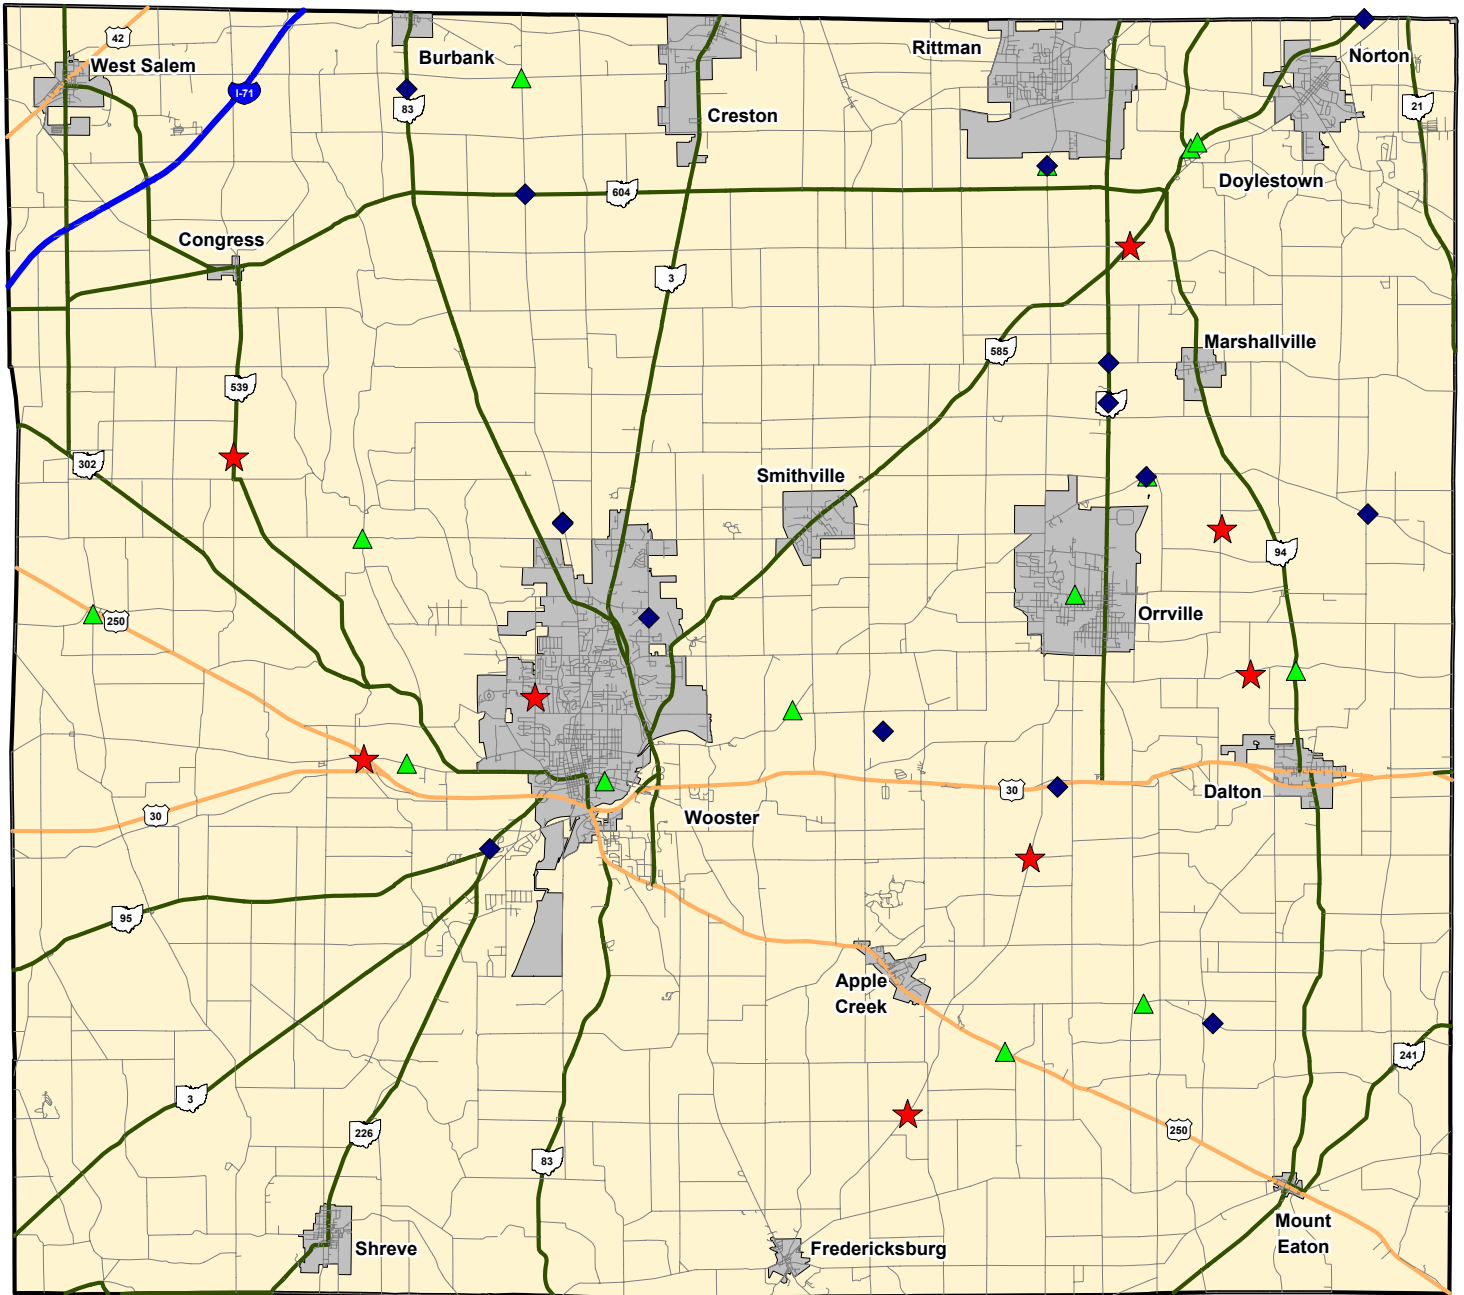 42
West Salem
Burbank
Rittman
Norton
I-71
83
Creston
21
Doylestown
604
Congress
3
Marshallville
585
539
302
Smithville
94
250
Orrville
30
Wooster
30
Dalton
95
Apple
Creek
241
3
226
83
250
Mount
Eaton
Shreve
Fredericksburg